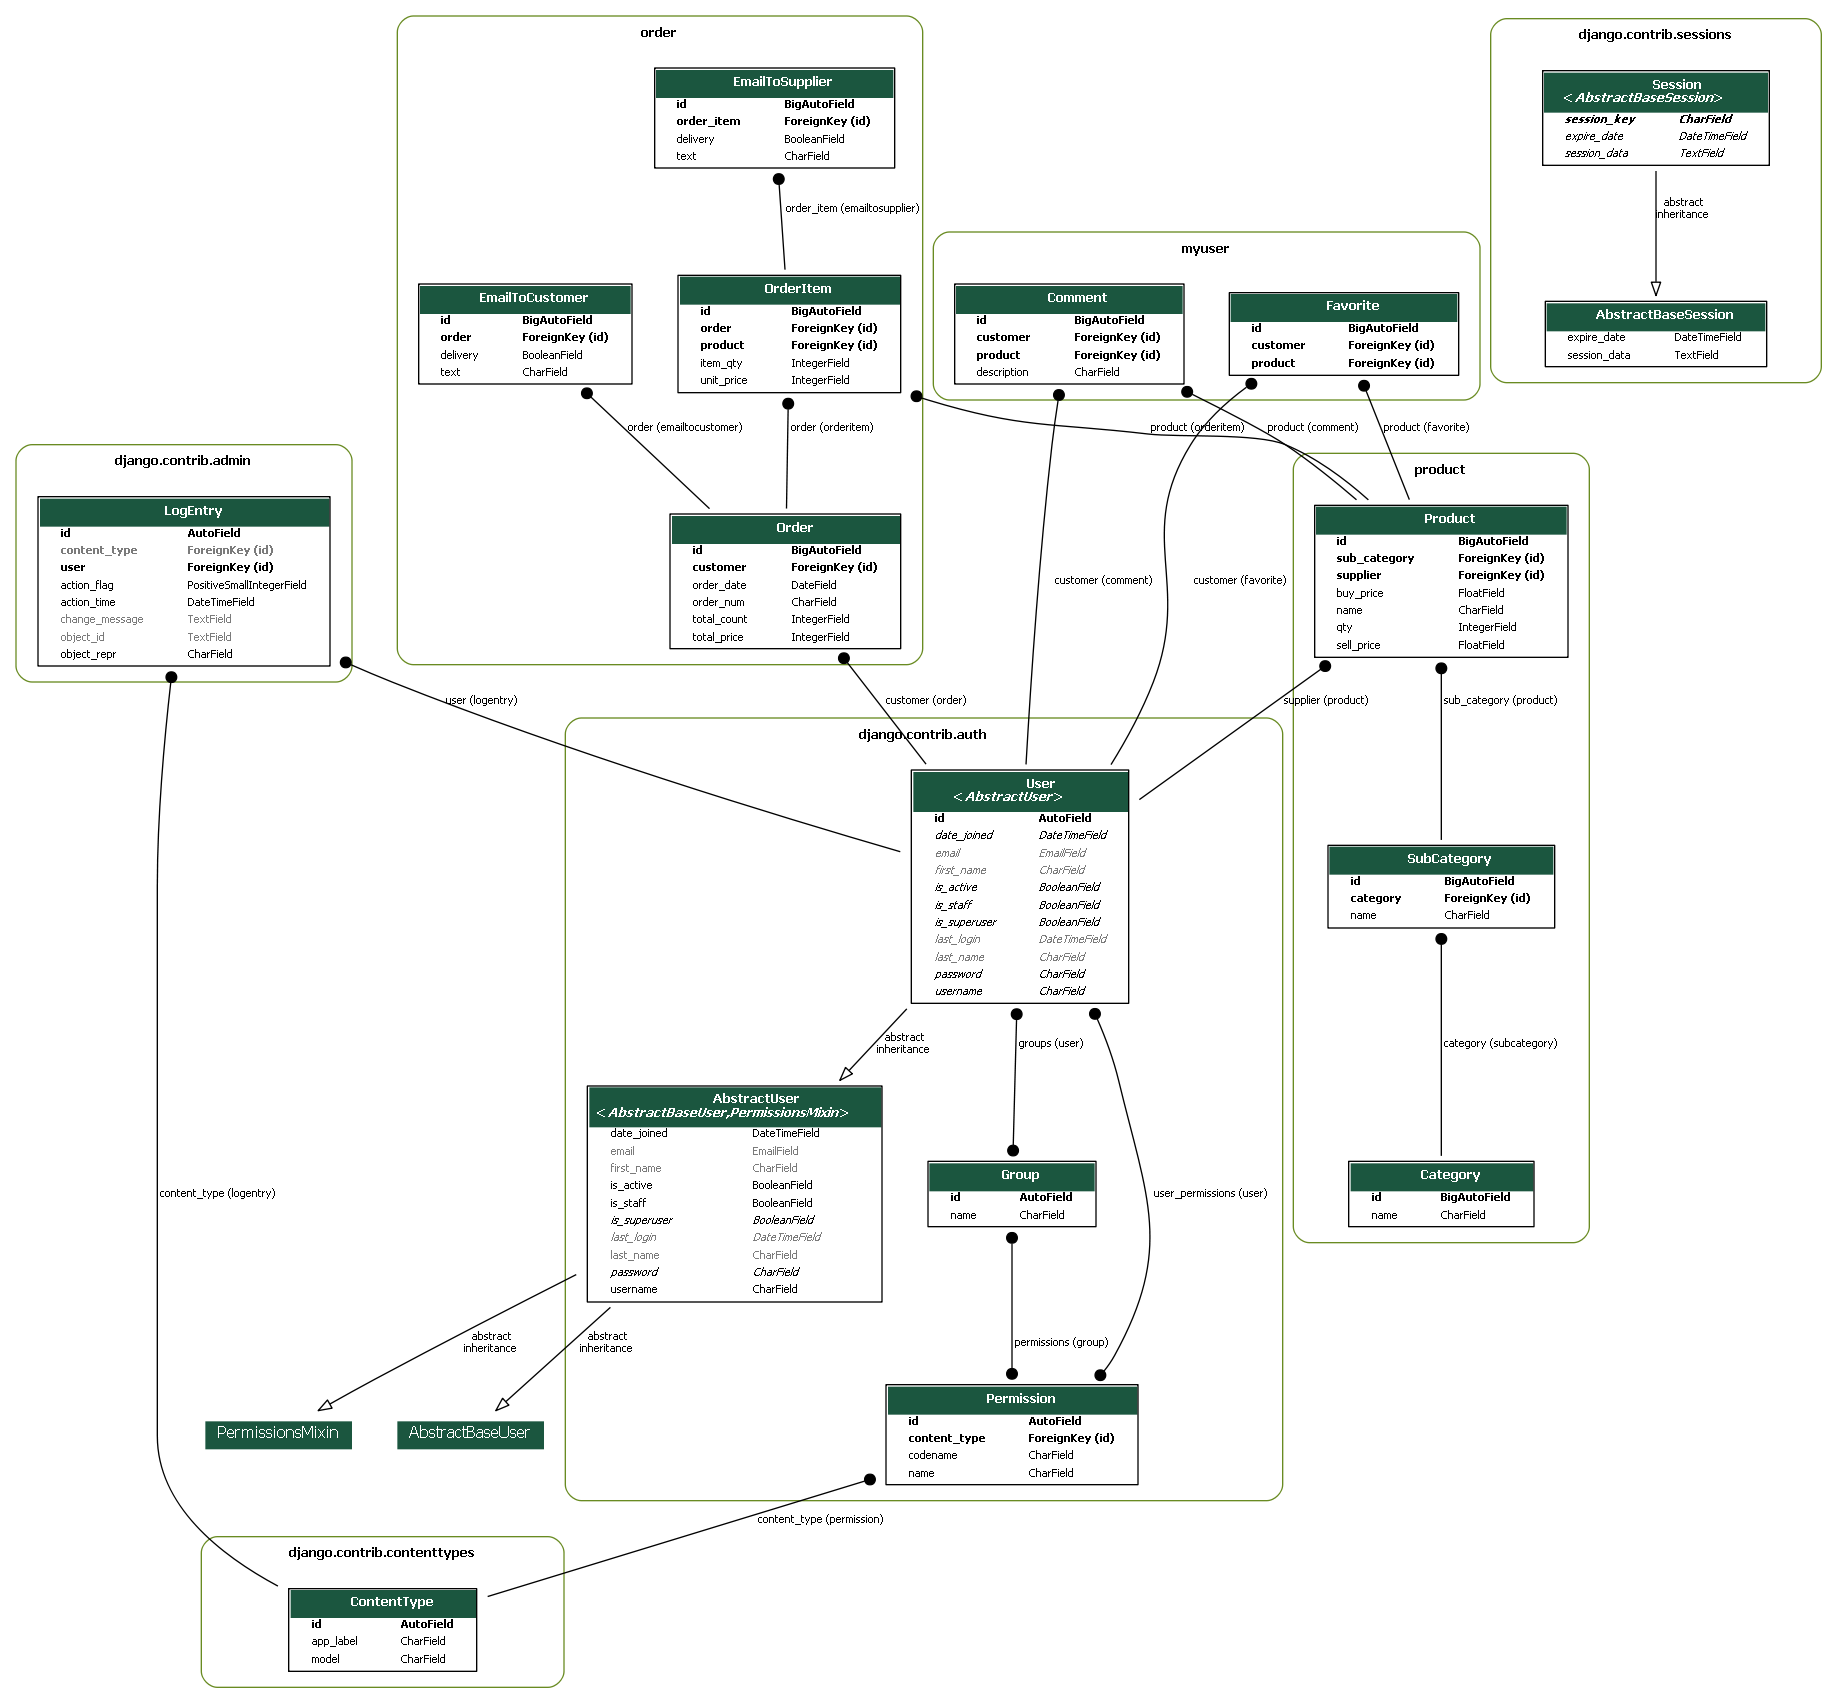 order
EmailToSupplier
id BigAutoField
order_item ForeignKey (id)
delivery BooleanField
text CharField
order_item (emailtosupplier)
EmailToCustomer
id BigAutoField
order ForeignKey (id)
delivery BooleanField
text CharField
OrderItem
id BigAutoField
order ForeignKey (id)
product ForeignKey (id)
item_qty IntegerField
unit_price IntegerField
order (emailtocustomer)
order (orderitem)
Order
id BigAutoField
customer ForeignKey (id)
order_date DateField
order_num CharField
total_count IntegerField
total_price IntegerField
django.contrib.sessions
Session
<AbstractBaseSession>
session_key CharField
expire_date DateTimeField
session_data TextField
abstract
inheritance
AbstractBaseSession
expire_date DateTimeField
session_data TextField
myuser
Comment
id BigAutoField
customer ForeignKey (id)
product ForeignKey (id)
description CharField
Favorite
id BigAutoField
customer ForeignKey (id)
product ForeignKey (id)
product (orderitem)
product (comment)
product (favorite)
django.contrib.admin
LogEntry
id AutoField
content_type ForeignKey (id)
user ForeignKey (id)
action_flag PositiveSmallIntegerField
action_time DateTimeField
change_message TextField
object_id TextField
object_repr CharField
product
Product
id BigAutoField
sub_category ForeignKey (id)
supplier ForeignKey (id)
buy_price FloatField
name CharField
qty IntegerField
sell_price FloatField
customer (comment)
customer (favorite)
user (logentry)
customer (order)
supplier (product)
sub_category (product)
SubCategory
id BigAutoField
category ForeignKey (id)
name CharField
category (subcategory)
Category
id BigAutoField
name CharField
django.contrib.auth
User
<AbstractUser>
id AutoField
date_joined DateTimeField
email EmailField
first_name CharField
is_active BooleanField
is_staff BooleanField
is_superuser BooleanField
last_login DateTimeField
last_name CharField
password CharField
username CharField
abstract
inheritance
groups (user)
AbstractUser
<AbstractBaseUser,PermissionsMixin>
date_joined DateTimeField
email EmailField
first_name CharField
is_active BooleanField
is_staff BooleanField
is_superuser BooleanField
last_login DateTimeField
last_name CharField
password CharField
username CharField
Group
id AutoField
name CharField
user_permissions (user)
content_type (logentry)
abstract
inheritance
abstract
inheritance
permissions (group)
PermissionsMixin
AbstractBaseUser
Permission
id AutoField
content_type ForeignKey (id)
codename CharField
name CharField
content_type (permission)
django.contrib.contenttypes
ContentType
id AutoField
app_label CharField
model CharField